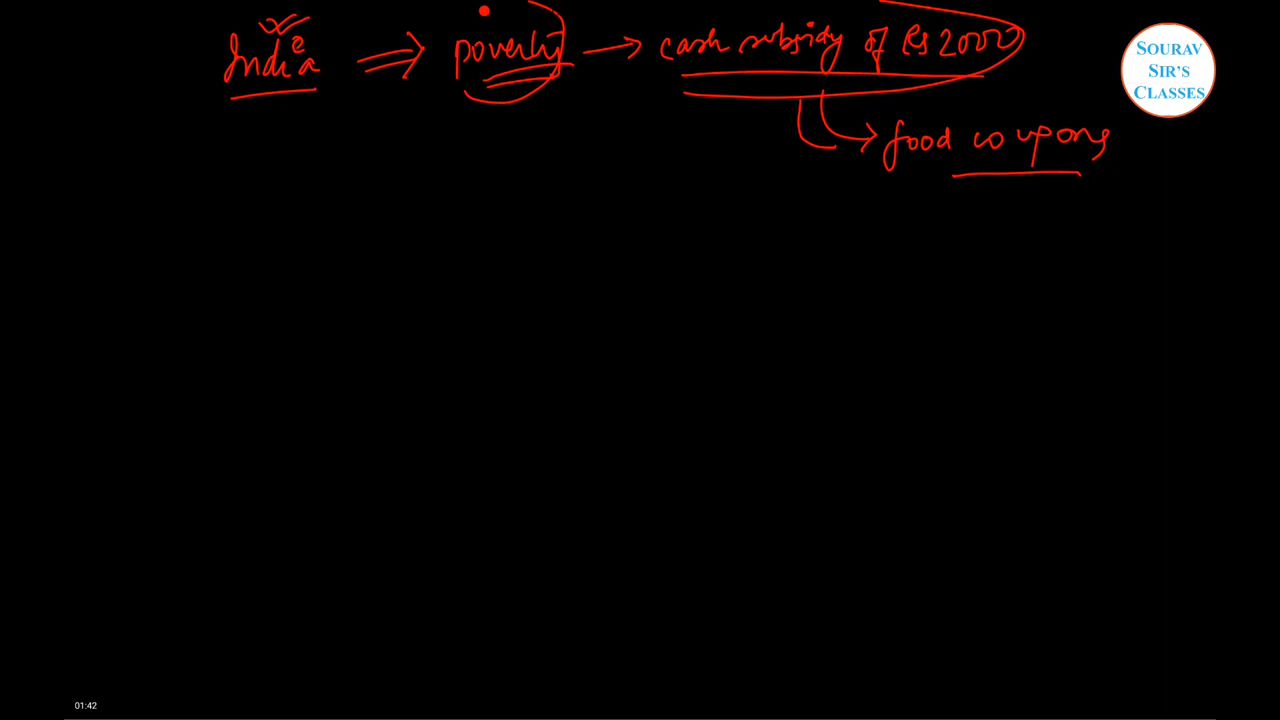 India ⇒ poverty → cash subsidy of Rs 2000
→ food coupons
SOURAV
SIR'S
CLASSES
01:42